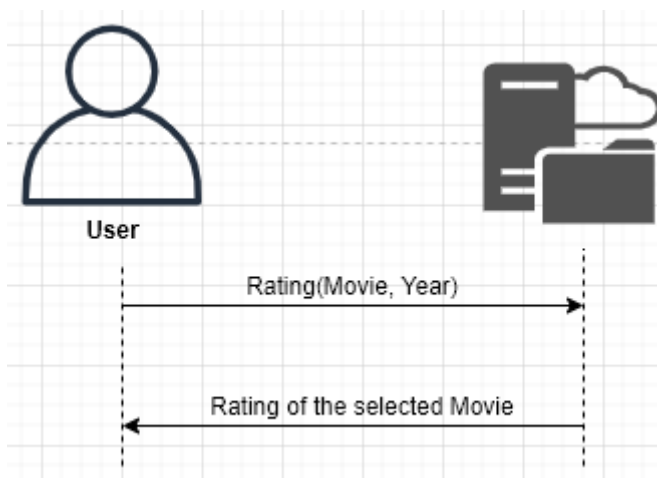 User
Rating(Movie, Year)
Rating of the selected Movie